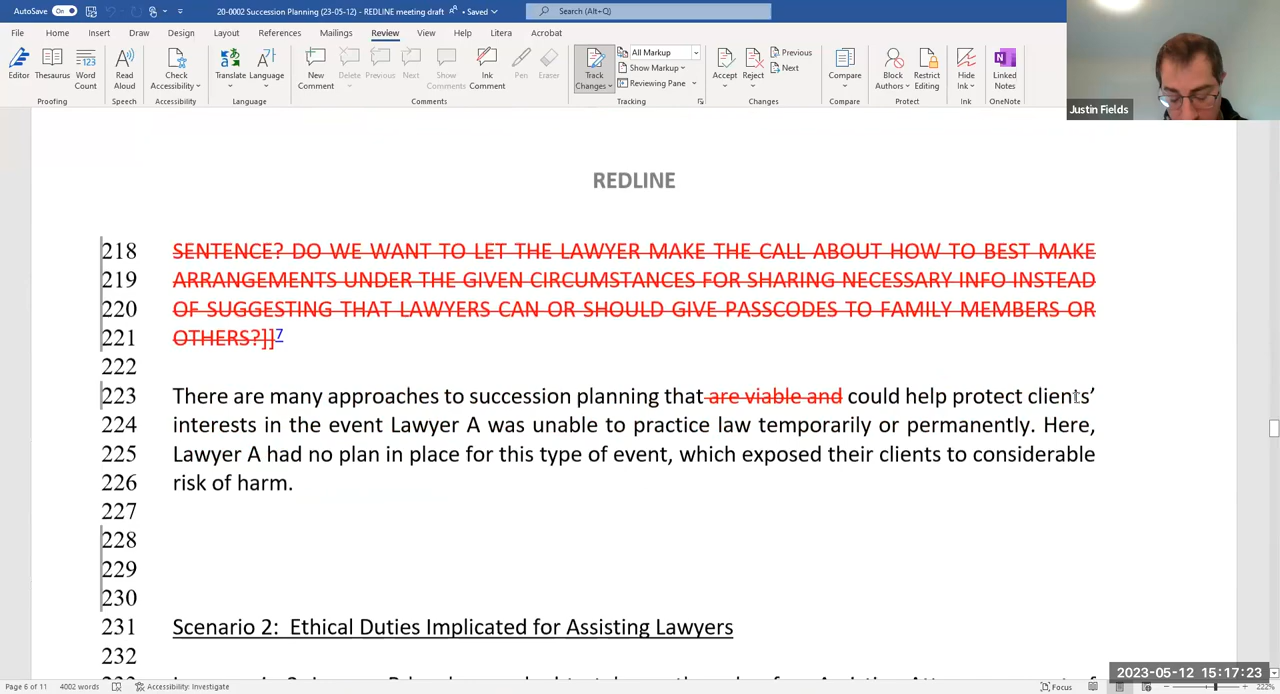 AutoSave On 20-0002 Succession Planning (23-05-12) - REDLINE meeting draft • Saved Search (Alt+Q)
File Home Insert Draw Design Layout References Mailings Review View Help Litera Acrobat
Editor Thesaurus Word Count Read Aloud Check Accessibility Translate Language New Comment Delete Previous Next Show Comments Ink Comment Pen Eraser Track Changes All Markup Show Markup Reviewing Pane Accept Reject Previous Next Compare Block Authors Restrict Editing Hide Ink Linked Notes
Proofing Speech Accessibility Language Comments Tracking Changes Compare Protect Ink OneNote
Justin Fields
REDLINE
218 SENTENCE? DO WE WANT TO LET THE LAWYER MAKE THE CALL ABOUT HOW TO BEST MAKE
219 ARRANGEMENTS UNDER THE GIVEN CIRCUMSTANCES FOR SHARING NECESSARY INFO INSTEAD
220 OF SUGGESTING THAT LAWYERS CAN OR SHOULD GIVE PASSCODES TO FAMILY MEMBERS OR
221 OTHERS?]]7
222
223 There are many approaches to succession planning that are viable and could help protect clients’
224 interests in the event Lawyer A was unable to practice law temporarily or permanently. Here,
225 Lawyer A had no plan in place for this type of event, which exposed their clients to considerable
226 risk of harm.
227
228
229
230
231 Scenario 2: Ethical Duties Implicated for Assisting Lawyers
232
2023-05-12 15:17:23
Page 6 of 11 4002 words Accessibility: Investigate Focus 222%